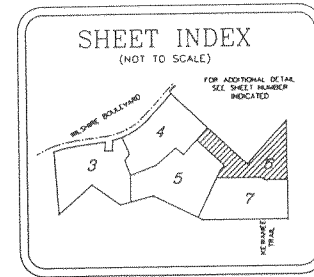 SHEET INDEX
(NOT TO SCALE)
FOR ADDITIONAL DETAIL
SEE SHEET NUMBER
INDICATED
WILSHIRE BOULEVARD
4
3
5
6
7
KEWANEE
TRAIL